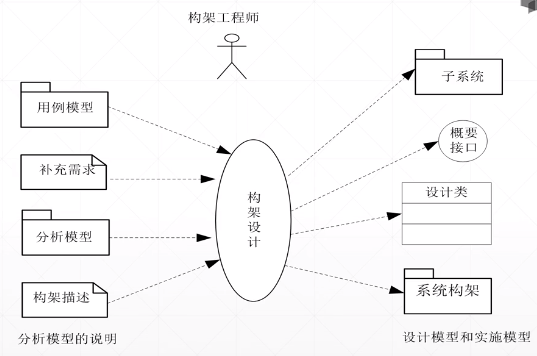 构架工程师
用例模型
补充需求
分析模型
构架描述
分析模型的说明
构
架
设
计
子系统
概要
接口
设计类
系统构架
设计模型和实施模型